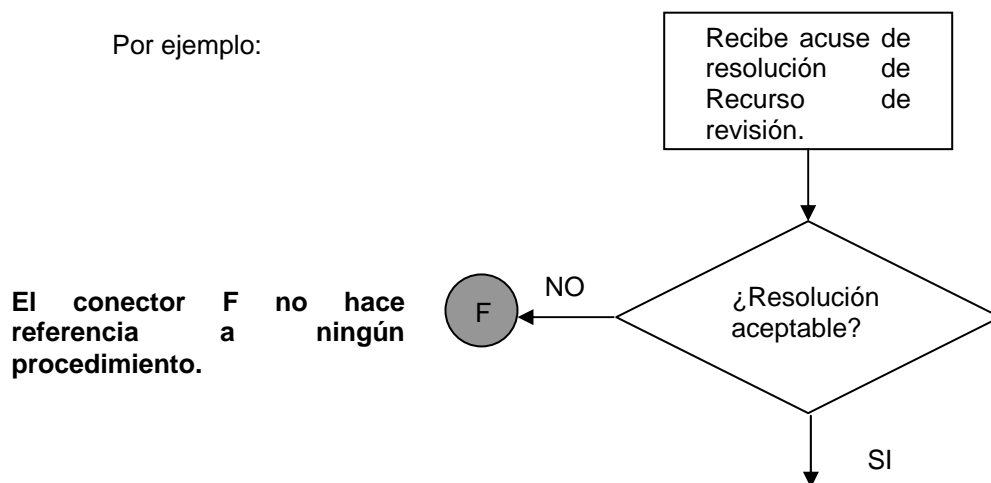 Por ejemplo:
Recibe acuse de
resolución de
Recurso de
revisión.
NO
F
¿Resolución
aceptable?
El conector F no hace
referencia a ningún
procedimiento.
SI